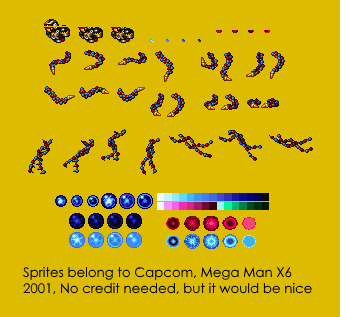 Sprites belong to Capcom, Mega Man X6
2001, No credit needed, but it would be nice